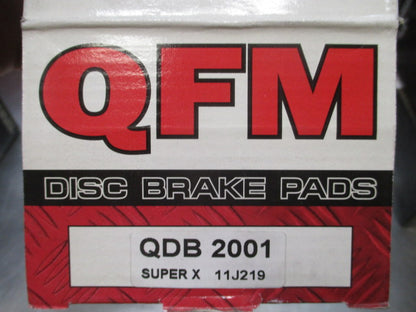 QFM
DISC BRAKE PADS
QDB 2001
SUPER X 11J219